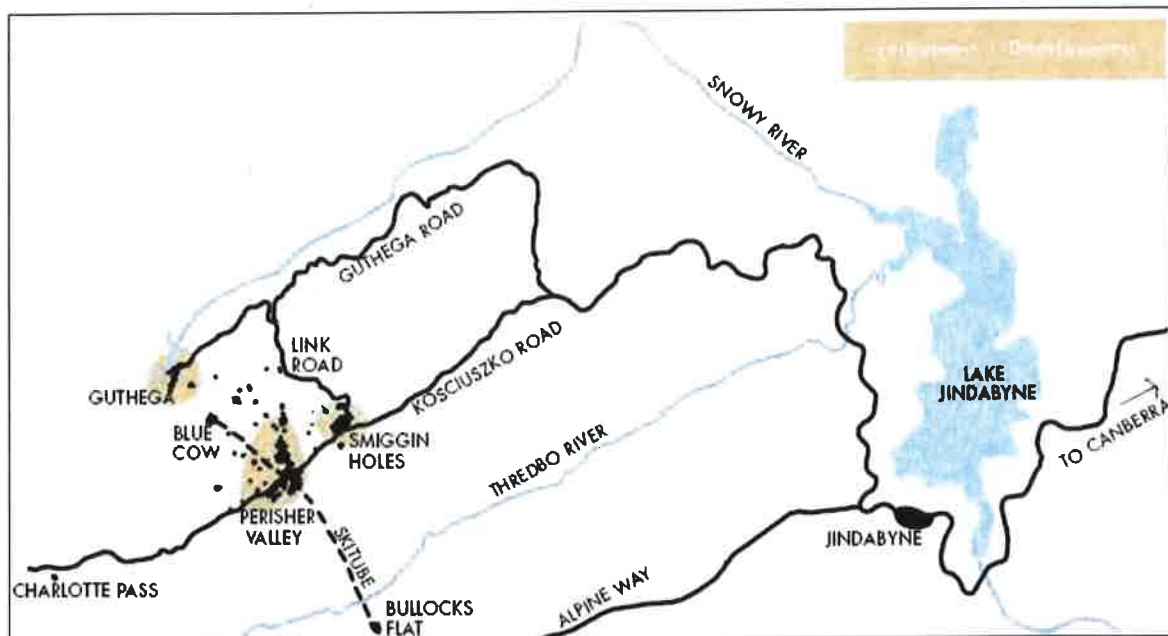 SNOWY RIVER
GUTHEGA ROAD
LINK
ROAD
KOSCIUSZKO ROAD
GUTHEGA
BLUE
COW
SMIGGIN
HOLES
LAKE
JINDABYNE
TO CANBERRA
THREDBO RIVER
PERISHER
VALLEY
SKITUBE
JINDABYNE
CHARLOTTE PASS
BULLOCKS
FLAT
ALPINE WAY